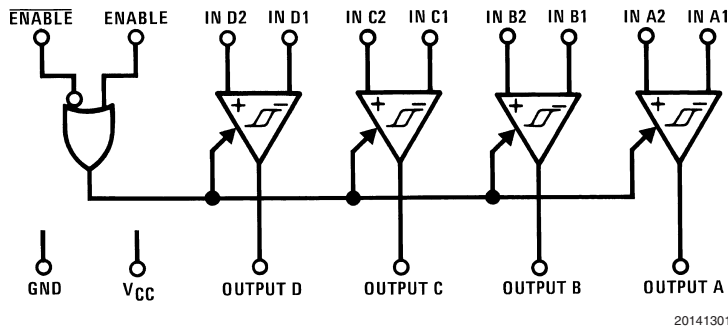 E̅N̅A̅B̅L̅E̅ ENABLE IN D2 IN D1 IN C2 IN C1 IN B2 IN B1 IN A2 IN A1
+ − + − + − + −
GND VCC OUTPUT D OUTPUT C OUTPUT B OUTPUT A
20141301